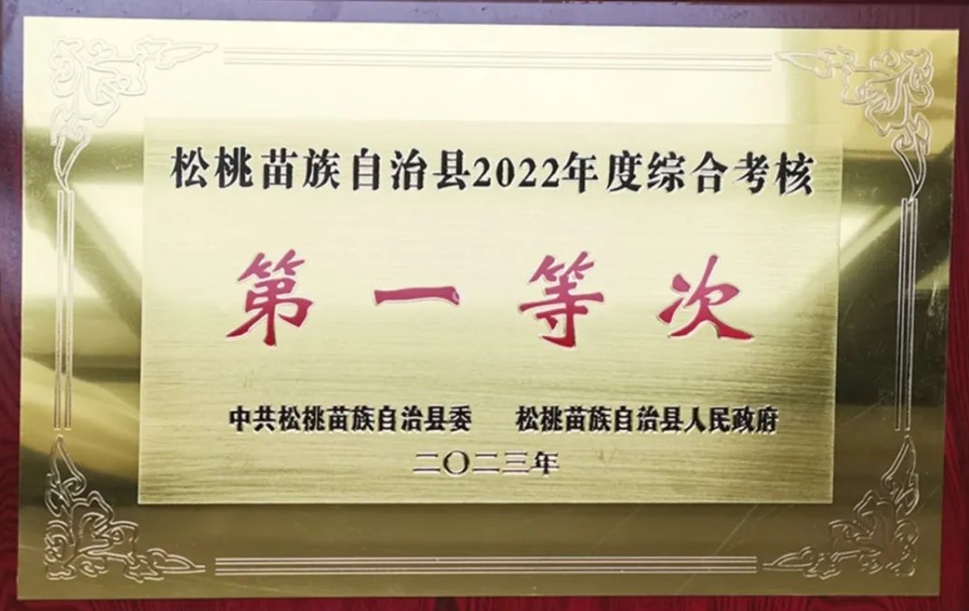 松桃苗族自治县2022年度综合考核
第一等次
中共松桃苗族自治县委 松桃苗族自治县人民政府
二〇二三年